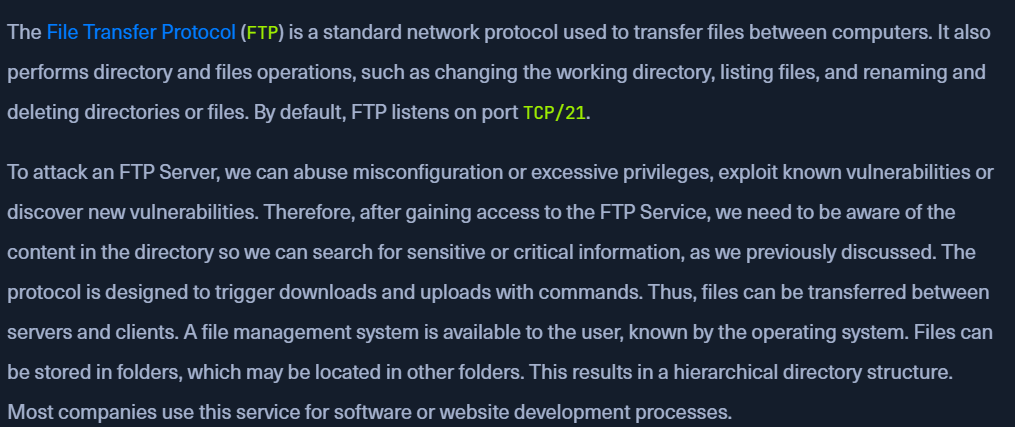 The File Transfer Protocol (FTP) is a standard network protocol used to transfer files between computers. It also
performs directory and files operations, such as changing the working directory, listing files, and renaming and
deleting directories or files. By default, FTP listens on port TCP/21.
To attack an FTP Server, we can abuse misconfiguration or excessive privileges, exploit known vulnerabilities or
discover new vulnerabilities. Therefore, after gaining access to the FTP Service, we need to be aware of the
content in the directory so we can search for sensitive or critical information, as we previously discussed. The
protocol is designed to trigger downloads and uploads with commands. Thus, files can be transferred between
servers and clients. A file management system is available to the user, known by the operating system. Files can
be stored in folders, which may be located in other folders. This results in a hierarchical directory structure.
Most companies use this service for software or website development processes.